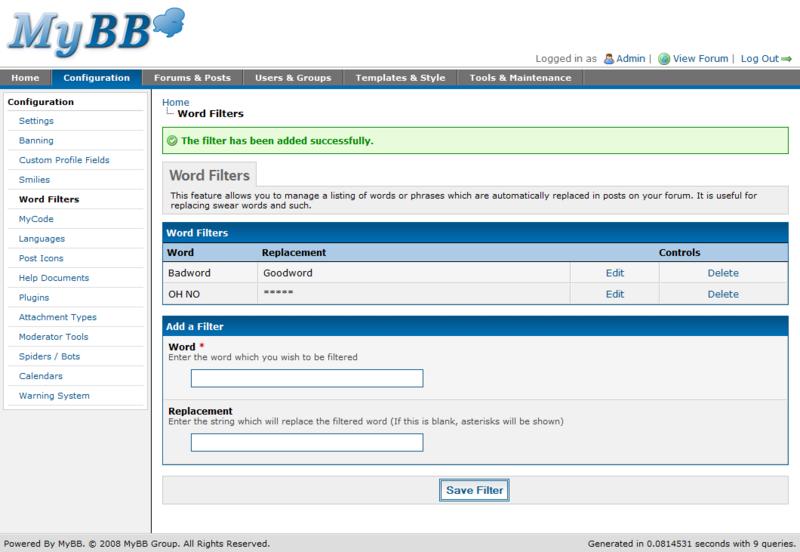 MyBB
Logged in as Admin | View Forum | Log Out
Home Configuration Forums & Posts Users & Groups Templates & Style Tools & Maintenance
Configuration
Settings
Banning
Custom Profile Fields
Smilies
Word Filters
MyCode
Languages
Post Icons
Help Documents
Plugins
Attachment Types
Moderator Tools
Spiders / Bots
Calendars
Warning System
Home
Word Filters
The filter has been added successfully.
Word Filters
This feature allows you to manage a listing of words or phrases which are automatically replaced in posts on your forum. It is useful for
replacing swear words and such.
Word Filters
Word Replacement Controls
Badword Goodword Edit Delete
OH NO ***** Edit Delete
Add a Filter
Word *
Enter the word which you wish to be filtered
Replacement
Enter the string which will replace the filtered word (If this is blank, asterisks will be shown)
Save Filter
Powered By MyBB. © 2008 MyBB Group. All Rights Reserved. Generated in 0.0814531 seconds with 9 queries.